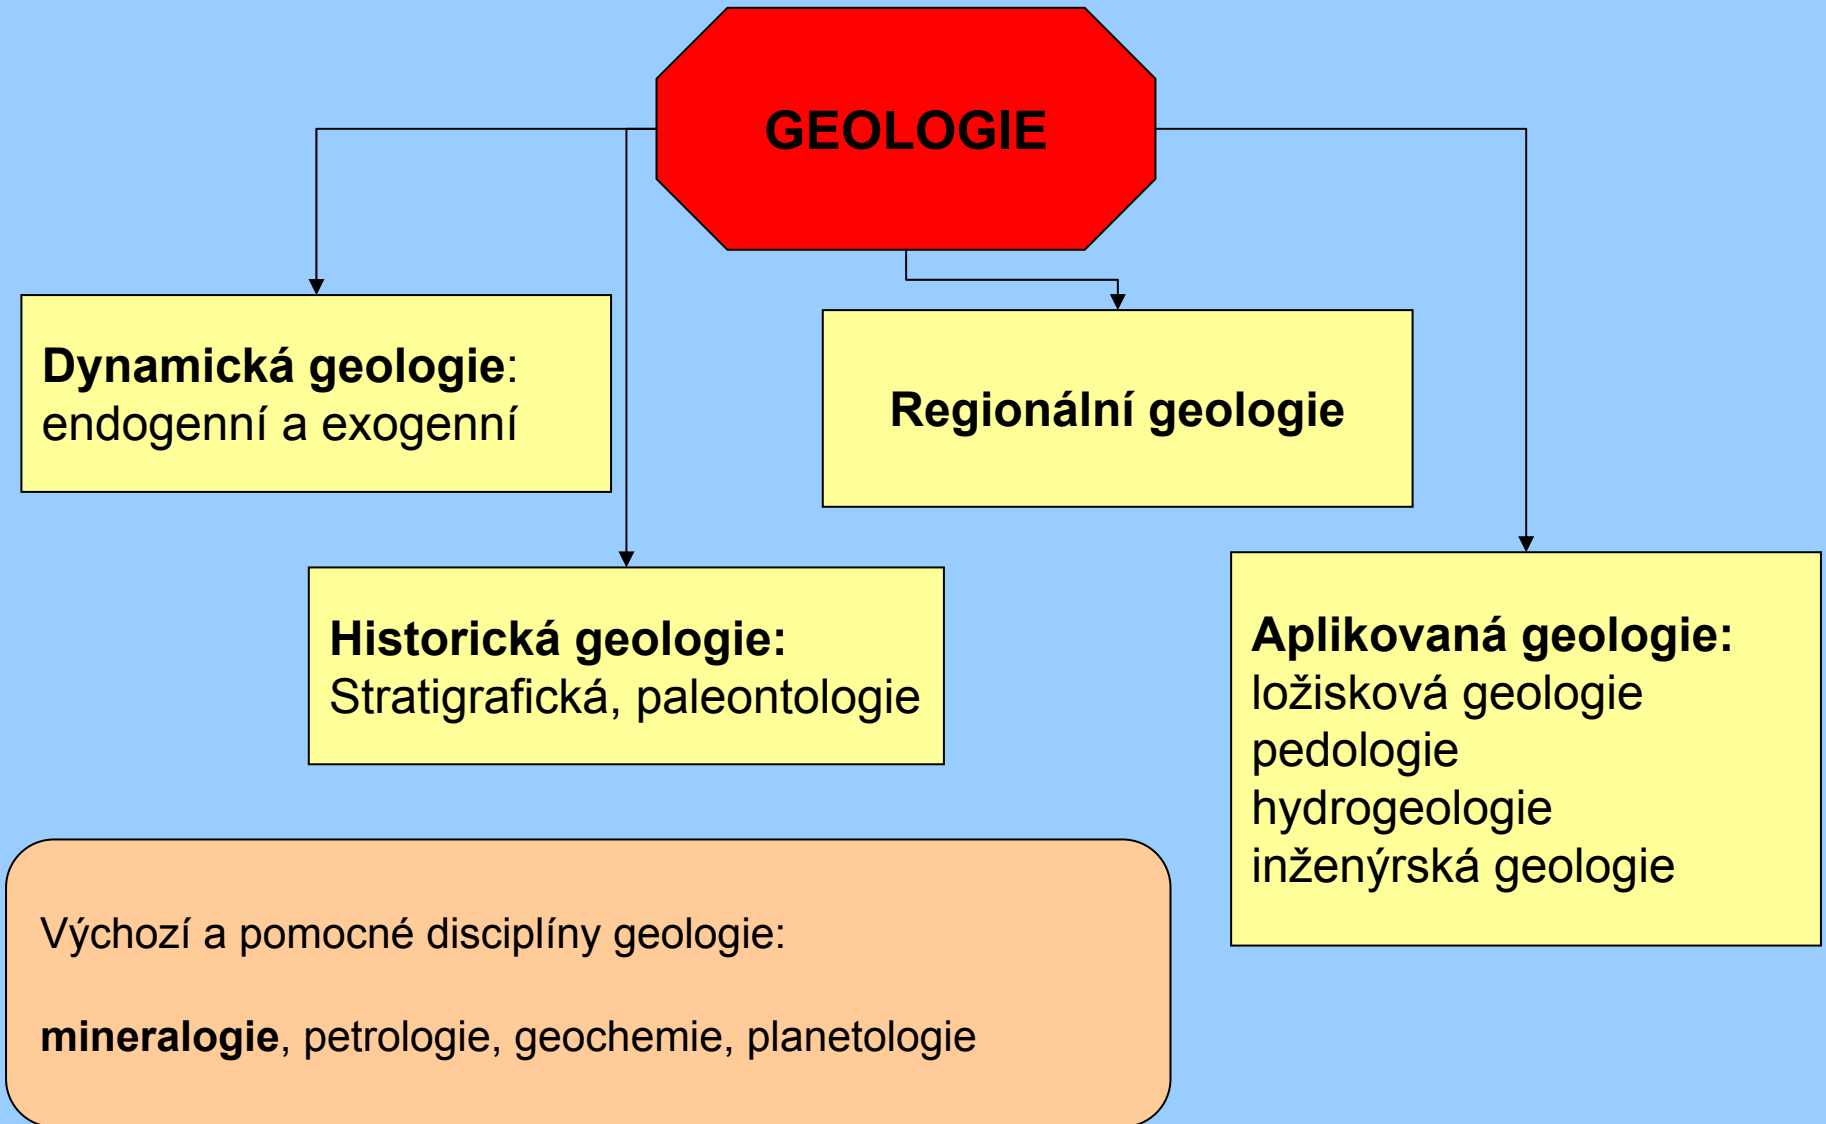 GEOLOGIE
Dynamická geologie:
endogenní a exogenní
Regionální geologie
Historická geologie:
Stratigrafická, paleontologie
Aplikovaná geologie:
ložisková geologie
pedologie
hydrogeologie
inženýrská geologie
Výchozí a pomocné disciplíny geologie:
mineralogie, petrologie, geochemie, planetologie